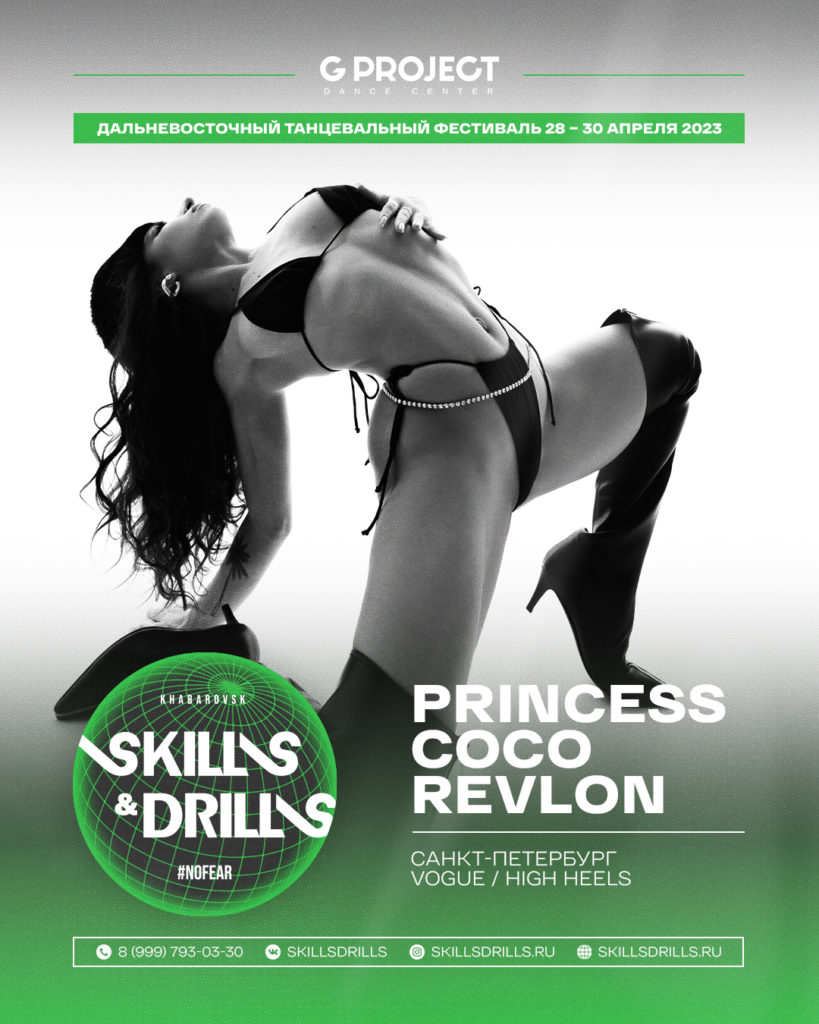 G PROJECT
DANCE CENTER
ДАЛЬНЕВОСТОЧНЫЙ ТАНЦЕВАЛЬНЫЙ ФЕСТИВАЛЬ 28 – 30 АПРЕЛЯ 2023
KHABAROVSK
SKILLS
& DRILLS
#NOFEAR
PRINCESS
COCO
REVLON
САНКТ-ПЕТЕРБУРГ
VOGUE / HIGH HEELS
8 (999) 793-03-30 SKILLSDRILLS SKILLSDRILLS.RU SKILLSDRILLS.RU